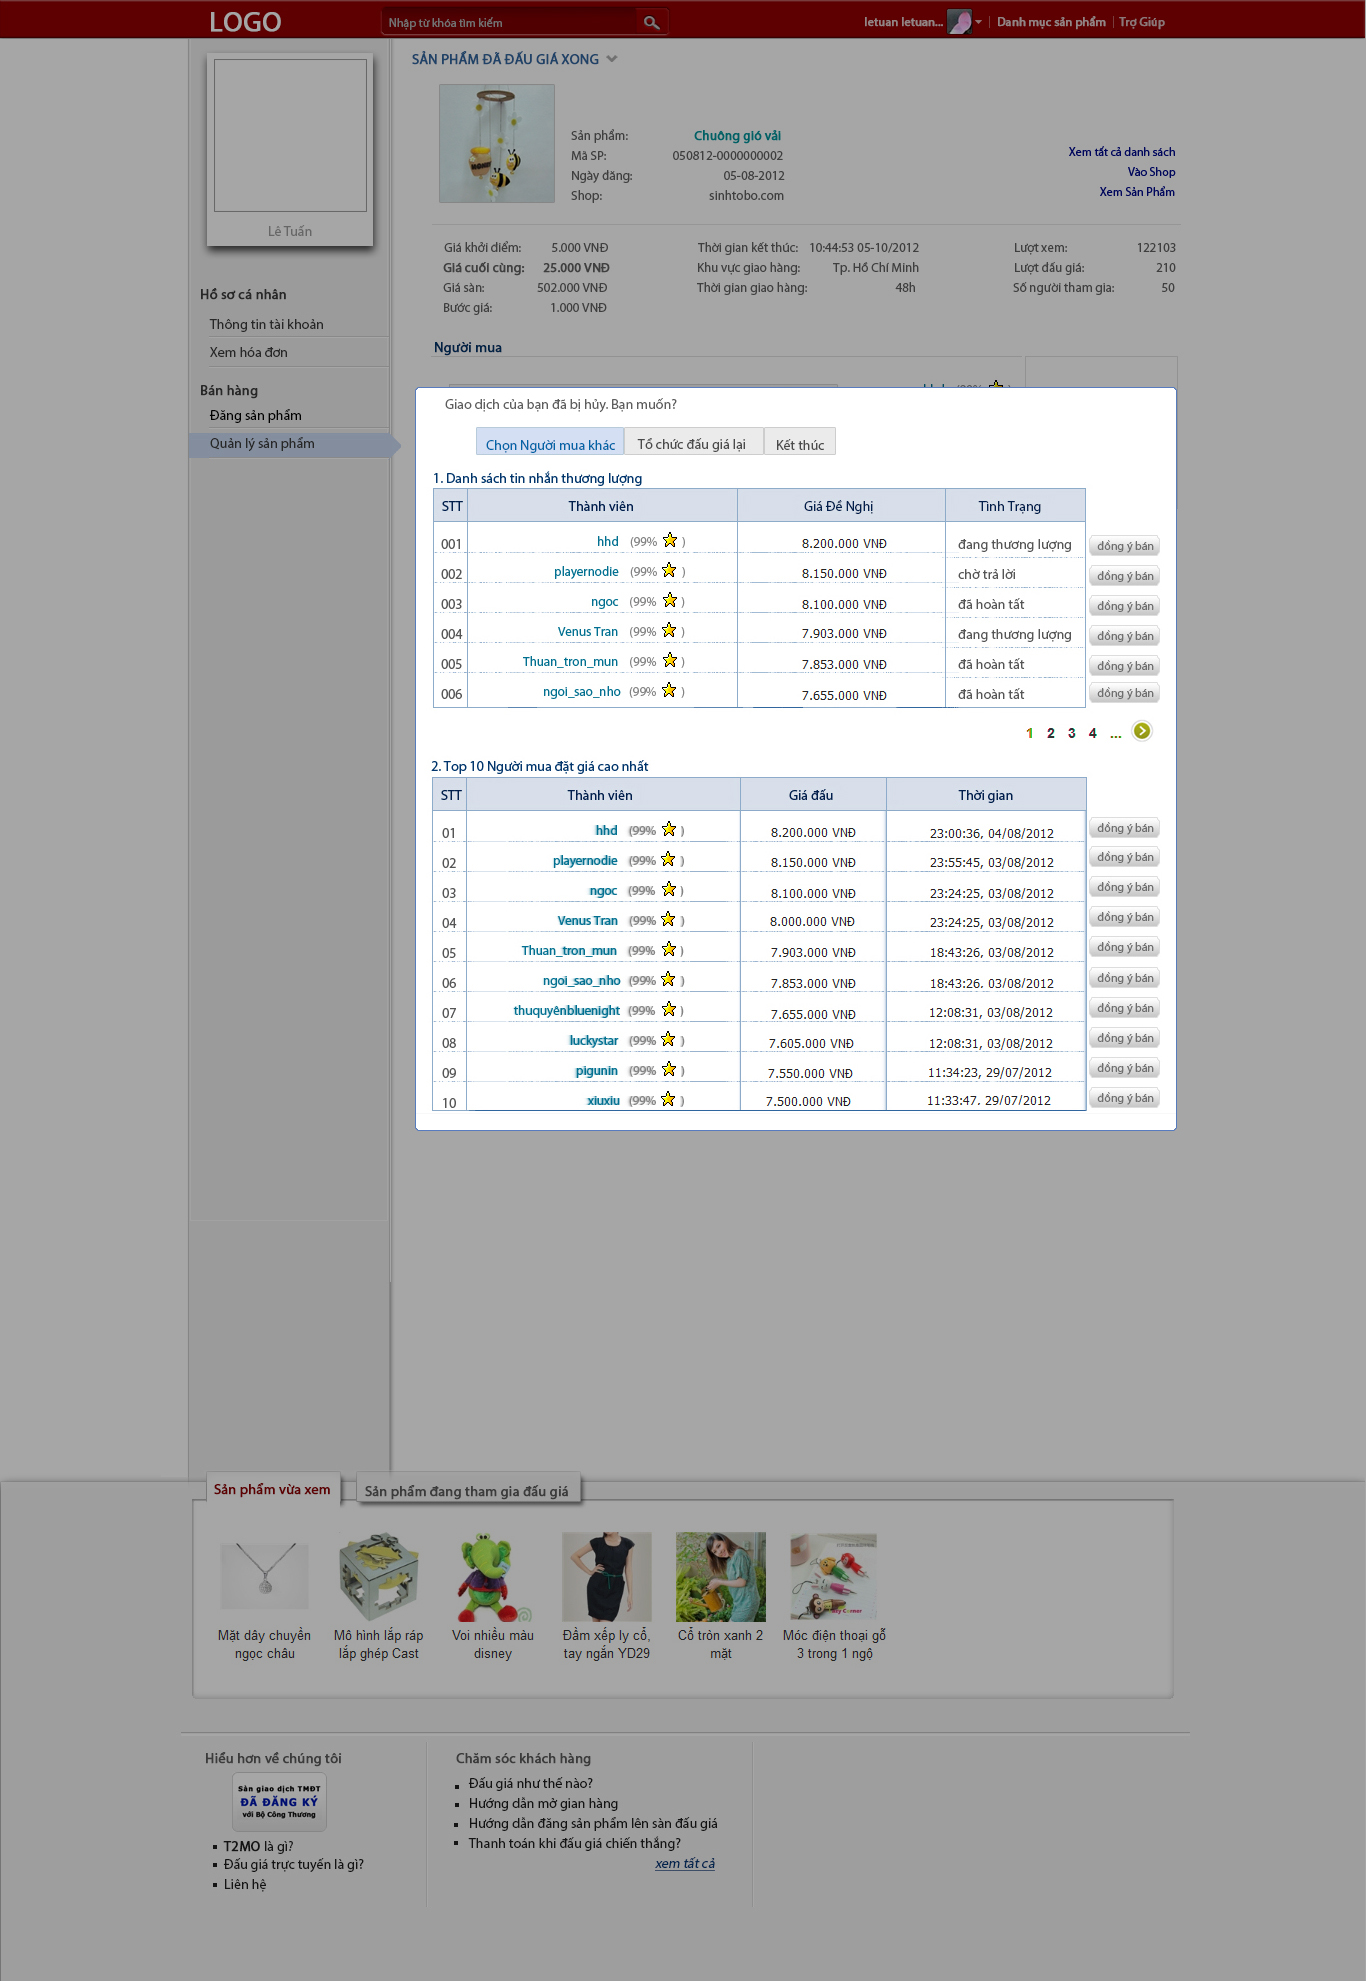 LOGO
Nhập từ khóa tìm kiếm
letuan letuan...
Danh mục sản phẩm
Trợ Giúp
Lê Tuấn
Hồ sơ cá nhân
Thông tin tài khoản
Xem hóa đơn
Bán hàng
Đăng sản phẩm
Quản lý sản phẩm
SẢN PHẨM ĐÃ ĐẤU GIÁ XONG
Sản phẩm: Chuông gió vải
Mã SP: 050812-0000000002
Ngày đăng: 05-08-2012
Shop: sinhtobo.com
Xem tất cả danh sách
Vào Shop
Xem Sản Phẩm
Giá khởi điểm: 5.000 VNĐ Thời gian kết thúc: 10:44:53 05-10/2012 Lượt xem: 122103
Giá cuối cùng: 25.000 VNĐ Khu vực giao hàng: Tp. Hồ Chí Minh Lượt đấu giá: 210
Giá sàn: 502.000 VNĐ Thời gian giao hàng: 48h Số người tham gia: 50
Bước giá: 1.000 VNĐ
Người mua
Giao dịch của bạn đã bị hủy. Bạn muốn?
Chọn Người mua khác Tổ chức đấu giá lại Kết thúc
1. Danh sách tin nhắn thương lượng
STT Thành viên Giá Đề Nghị Tình Trạng
001 hhd (99% ) 8.200.000 VNĐ đang thương lượng đồng ý bán
002 playernodie (99% ) 8.150.000 VNĐ chờ trả lời đồng ý bán
003 ngoc (99% ) 8.100.000 VNĐ đã hoàn tất đồng ý bán
004 Venus Tran (99% ) 7.903.000 VNĐ đang thương lượng đồng ý bán
005 Thuan_tron_mun (99% ) 7.853.000 VNĐ đã hoàn tất đồng ý bán
006 ngoi_sao_nho (99% ) 7.655.000 VNĐ đã hoàn tất đồng ý bán
1 2 3 4 ...
2. Top 10 Người mua đặt giá cao nhất
STT Thành viên Giá đấu Thời gian
01 hhd (99% ) 8.200.000 VNĐ 23:00:36, 04/08/2012 đồng ý bán
02 playernodie (99% ) 8.150.000 VNĐ 23:55:45, 03/08/2012 đồng ý bán
03 ngoc (99% ) 8.100.000 VNĐ 23:24:25, 03/08/2012 đồng ý bán
04 Venus Tran (99% ) 8.000.000 VNĐ 23:24:25, 03/08/2012 đồng ý bán
05 Thuan_tron_mun (99% ) 7.903.000 VNĐ 18:43:26, 03/08/2012 đồng ý bán
06 ngoi_sao_nho (99% ) 7.853.000 VNĐ 18:43:26, 03/08/2012 đồng ý bán
07 thuquyênbluenight (99% ) 7.655.000 VNĐ 12:08:31, 03/08/2012 đồng ý bán
08 luckystar (99% ) 7.605.000 VNĐ 12:08:31, 03/08/2012 đồng ý bán
09 pigunin (99% ) 7.550.000 VNĐ 11:34:23, 29/07/2012 đồng ý bán
10 xiuxiu (99% ) 7.500.000 VNĐ 11:33:47, 29/07/2012 đồng ý bán
Sản phẩm vừa xem
Sản phẩm đang tham gia đấu giá
Mặt dây chuyền
ngọc châu
Mô hình lắp ráp
lắp ghép Cast
Voi nhiều màu
disney
Đầm xếp ly cổ,
tay ngắn YD29
Cổ tròn xanh 2
mặt
Móc điện thoại gỗ
3 trong 1 ngộ
Hiểu hơn về chúng tôi
Sàn giao dịch TMĐT
ĐÃ ĐĂNG KÝ
với Bộ Công Thương
T2MO là gì?
Đấu giá trực tuyến là gì?
Liên hệ
Chăm sóc khách hàng
Đấu giá như thế nào?
Hướng dẫn mở gian hàng
Hướng dẫn đăng sản phẩm lên sàn đấu giá
Thanh toán khi đấu giá chiến thắng?
xem tất cả